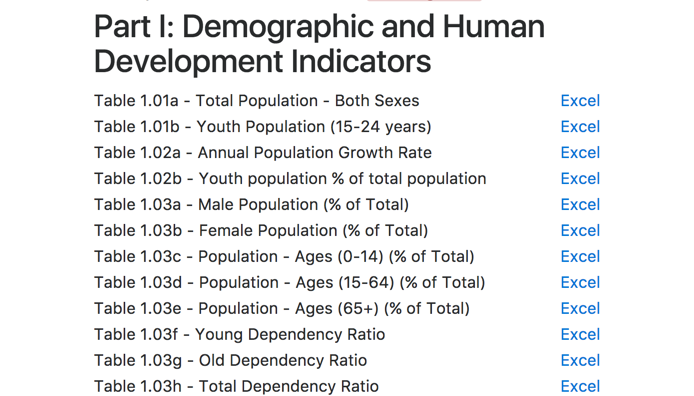 Part I: Demographic and Human
Development Indicators
Table 1.01a - Total Population - Both Sexes Excel
Table 1.01b - Youth Population (15-24 years) Excel
Table 1.02a - Annual Population Growth Rate Excel
Table 1.02b - Youth population % of total population Excel
Table 1.03a - Male Population (% of Total) Excel
Table 1.03b - Female Population (% of Total) Excel
Table 1.03c - Population - Ages (0-14) (% of Total) Excel
Table 1.03d - Population - Ages (15-64) (% of Total) Excel
Table 1.03e - Population - Ages (65+) (% of Total) Excel
Table 1.03f - Young Dependency Ratio Excel
Table 1.03g - Old Dependency Ratio Excel
Table 1.03h - Total Dependency Ratio Excel